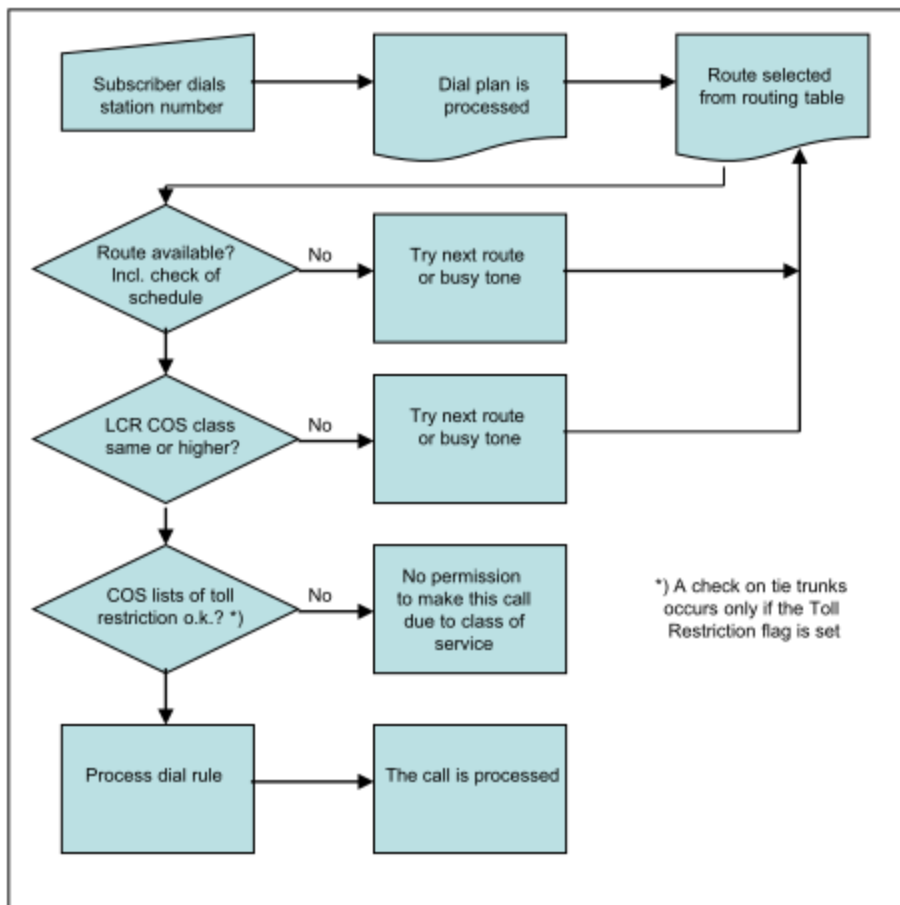 Subscriber dials
station number
Dial plan is
processed
Route selected
from routing table
Route available?
Incl. check of
schedule
No
Try next route
or busy tone
LCR COS class
same or higher?
No
Try next route
or busy tone
COS lists of toll
restriction o.k.? *)
No
No permission
to make this call
due to class of
service
*) A check on tie trunks
occurs only if the Toll
Restriction flag is set
Process dial rule
The call is processed